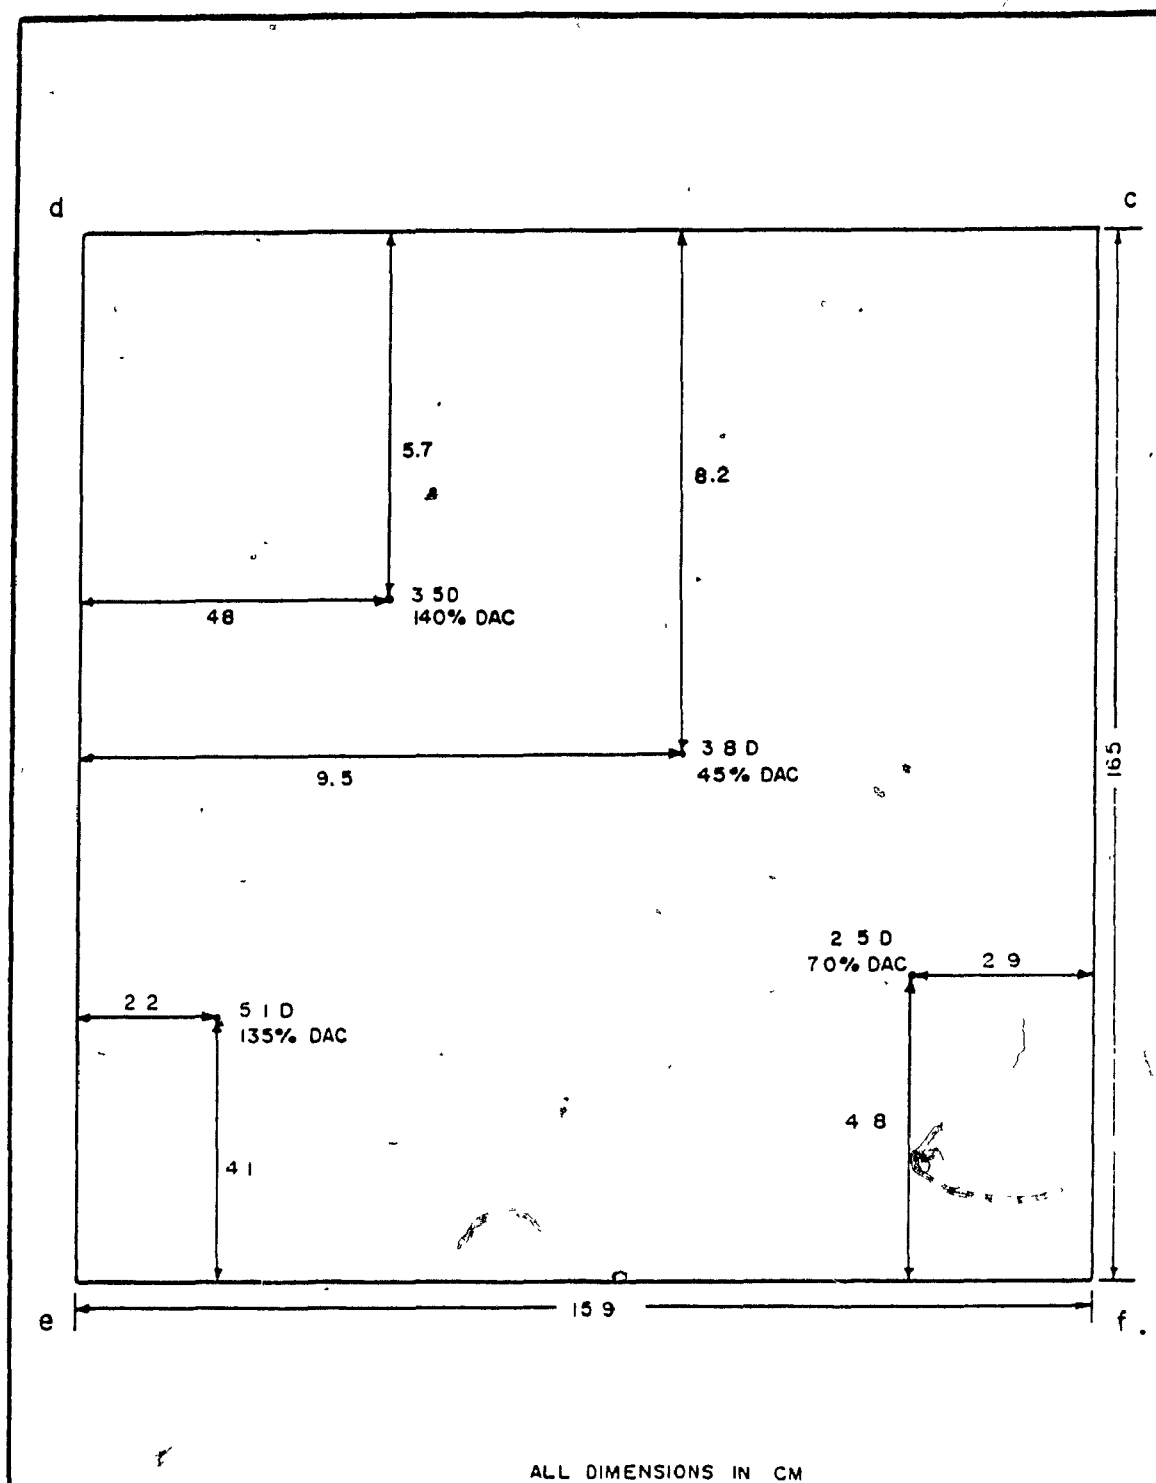 d
c
5.7
8.2
3 5D
140% DAC
48
3 8 D
45% DAC
9.5
165
2 5 D
70% DAC
2 9
2 2
5 1 D
135% DAC
4 8
4 1
15 9
e
f.
ALL DIMENSIONS IN CM